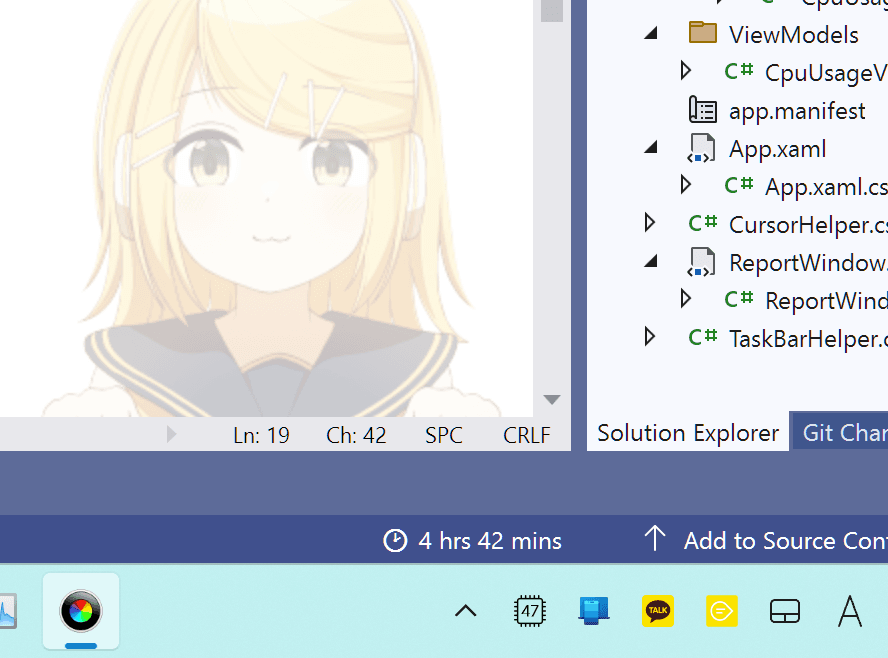 ViewModels
C# CpuUsageV
app.manifest
App.xaml
C# App.xaml.cs
C# CursorHelper.cs
ReportWindow.
C# ReportWind
C# TaskBarHelper.c
Ln: 19 Ch: 42 SPC CRLF
Solution Explorer Git Char
4 hrs 42 mins Add to Source Con
47 TALK A